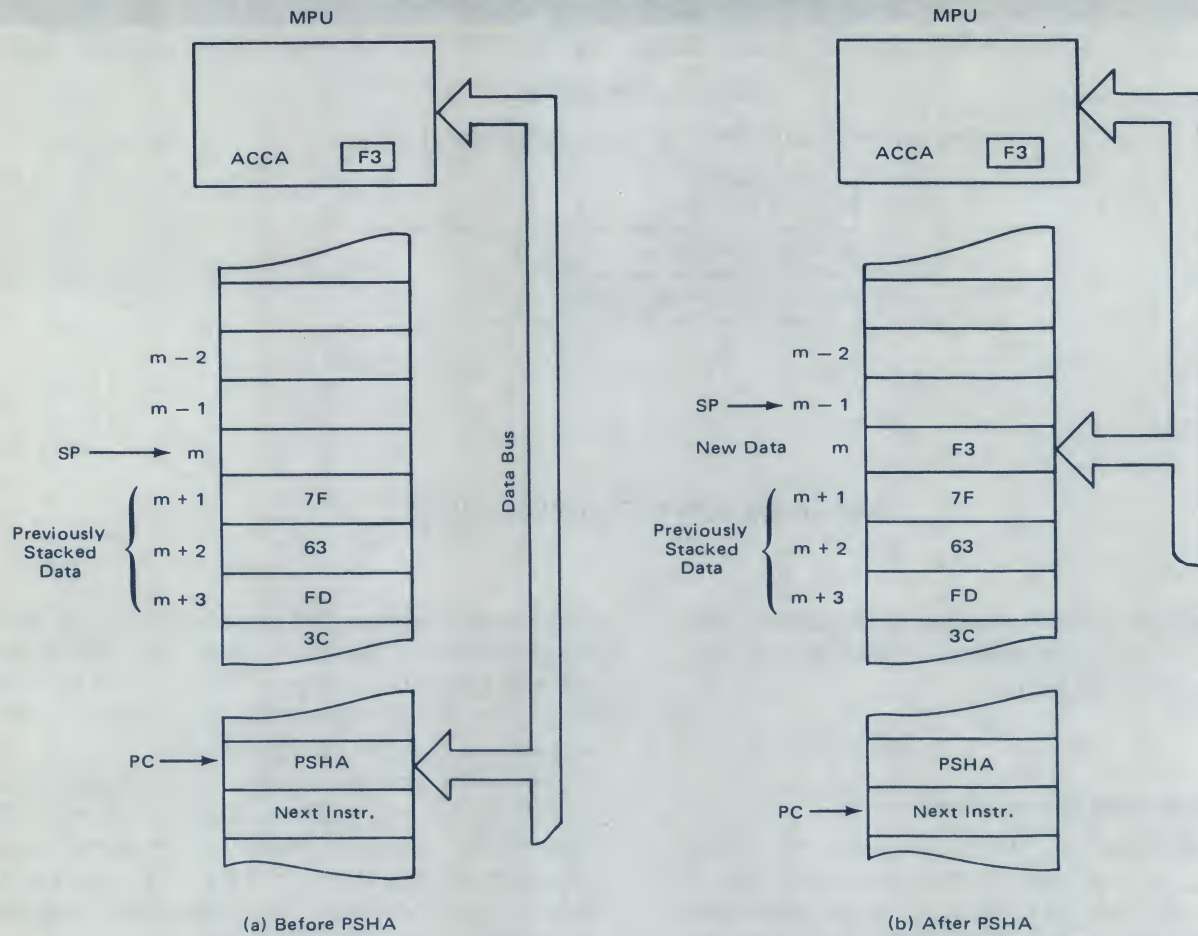 MPU
ACCA F3
m − 2
m − 1
SP m
Previously
Stacked
Data
m + 1 7F
m + 2 63
m + 3 FD
3C
Data Bus
PC PSHA
Next Instr.
(a) Before PSHA
MPU
ACCA F3
m − 2
SP m − 1
New Data m F3
Previously
Stacked
Data
m + 1 7F
m + 2 63
m + 3 FD
3C
PSHA
PC Next Instr.
(b) After PSHA